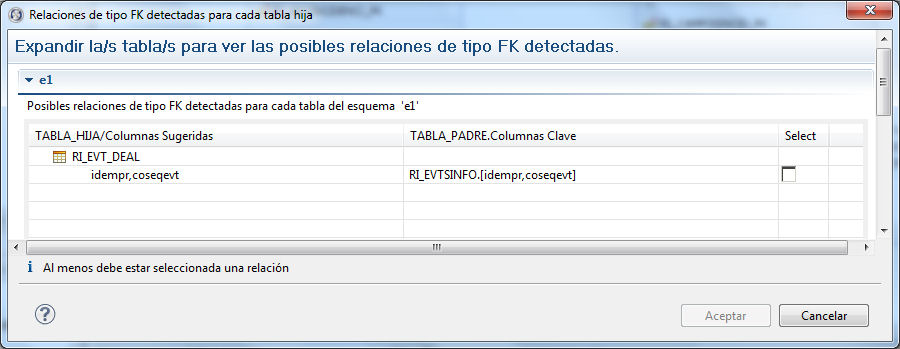 Relaciones de tipo FK detectadas para cada tabla hija
Expandir la/s tabla/s para ver las posibles relaciones de tipo FK detectadas.
e1
Posibles relaciones de tipo FK detectadas para cada tabla del esquema 'e1'
TABLA_HIJA/Columnas Sugeridas TABLA_PADRE.Columnas Clave Select
RI_EVT_DEAL
idempr,coseqevt RI_EVTSINFO.[idempr,coseqevt]
Al menos debe estar seleccionada una relación
Aceptar Cancelar